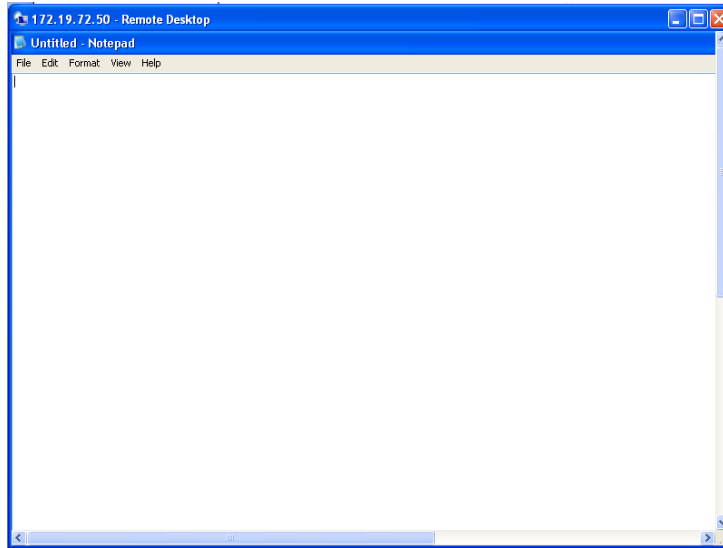 172.19.72.50 - Remote Desktop
Untitled - Notepad
File Edit Format View Help